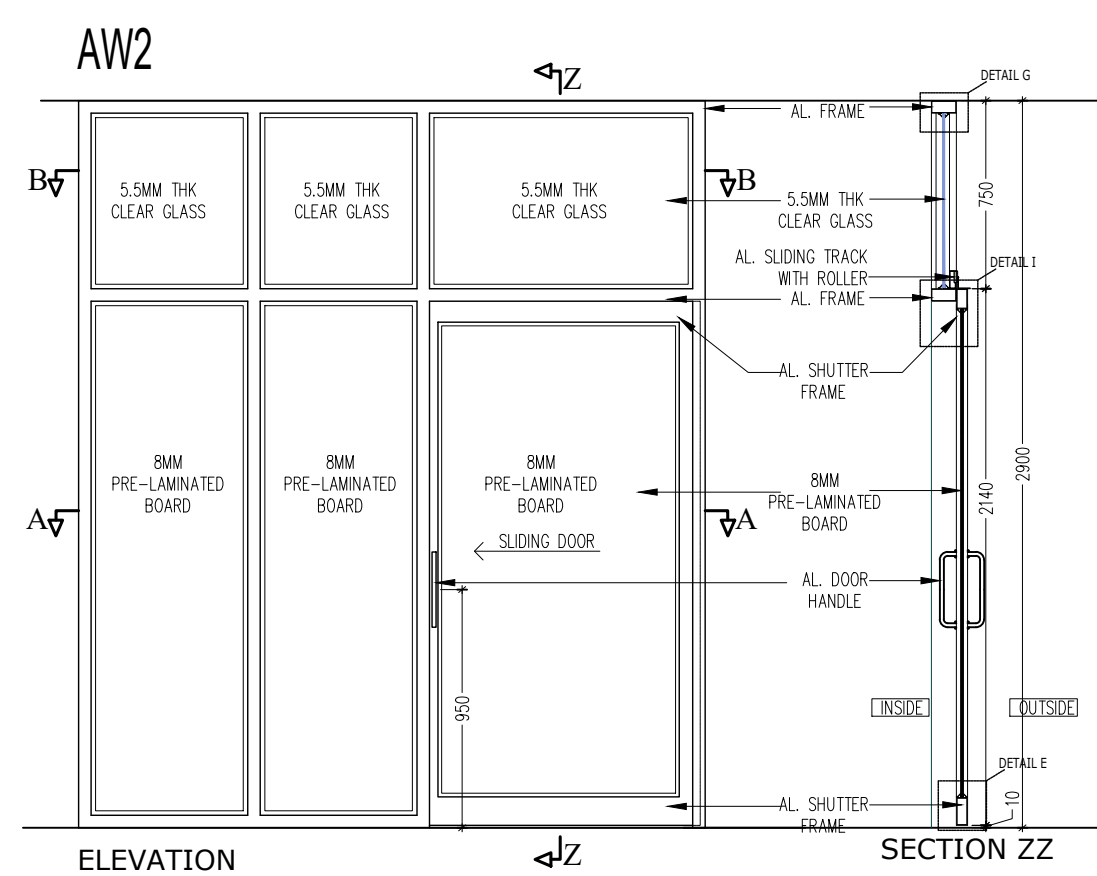 AW2
Z
DETAIL G
AL. FRAME
B
5.5MM THK
CLEAR GLASS
5.5MM THK
CLEAR GLASS
5.5MM THK
CLEAR GLASS
B
5.5MM THK
CLEAR GLASS
750
AL. SLIDING TRACK
WITH ROLLER
DETAIL I
AL. FRAME
AL. SHUTTER
FRAME
8MM
PRE-LAMINATED
BOARD
8MM
PRE-LAMINATED
BOARD
8MM
PRE-LAMINATED
BOARD
8MM
PRE-LAMINATED
BOARD
2140
2900
A
A
SLIDING DOOR
AL. DOOR
HANDLE
950
INSIDE
OUTSIDE
DETAIL E
AL. SHUTTER
FRAME
10
ELEVATION
Z
SECTION ZZ